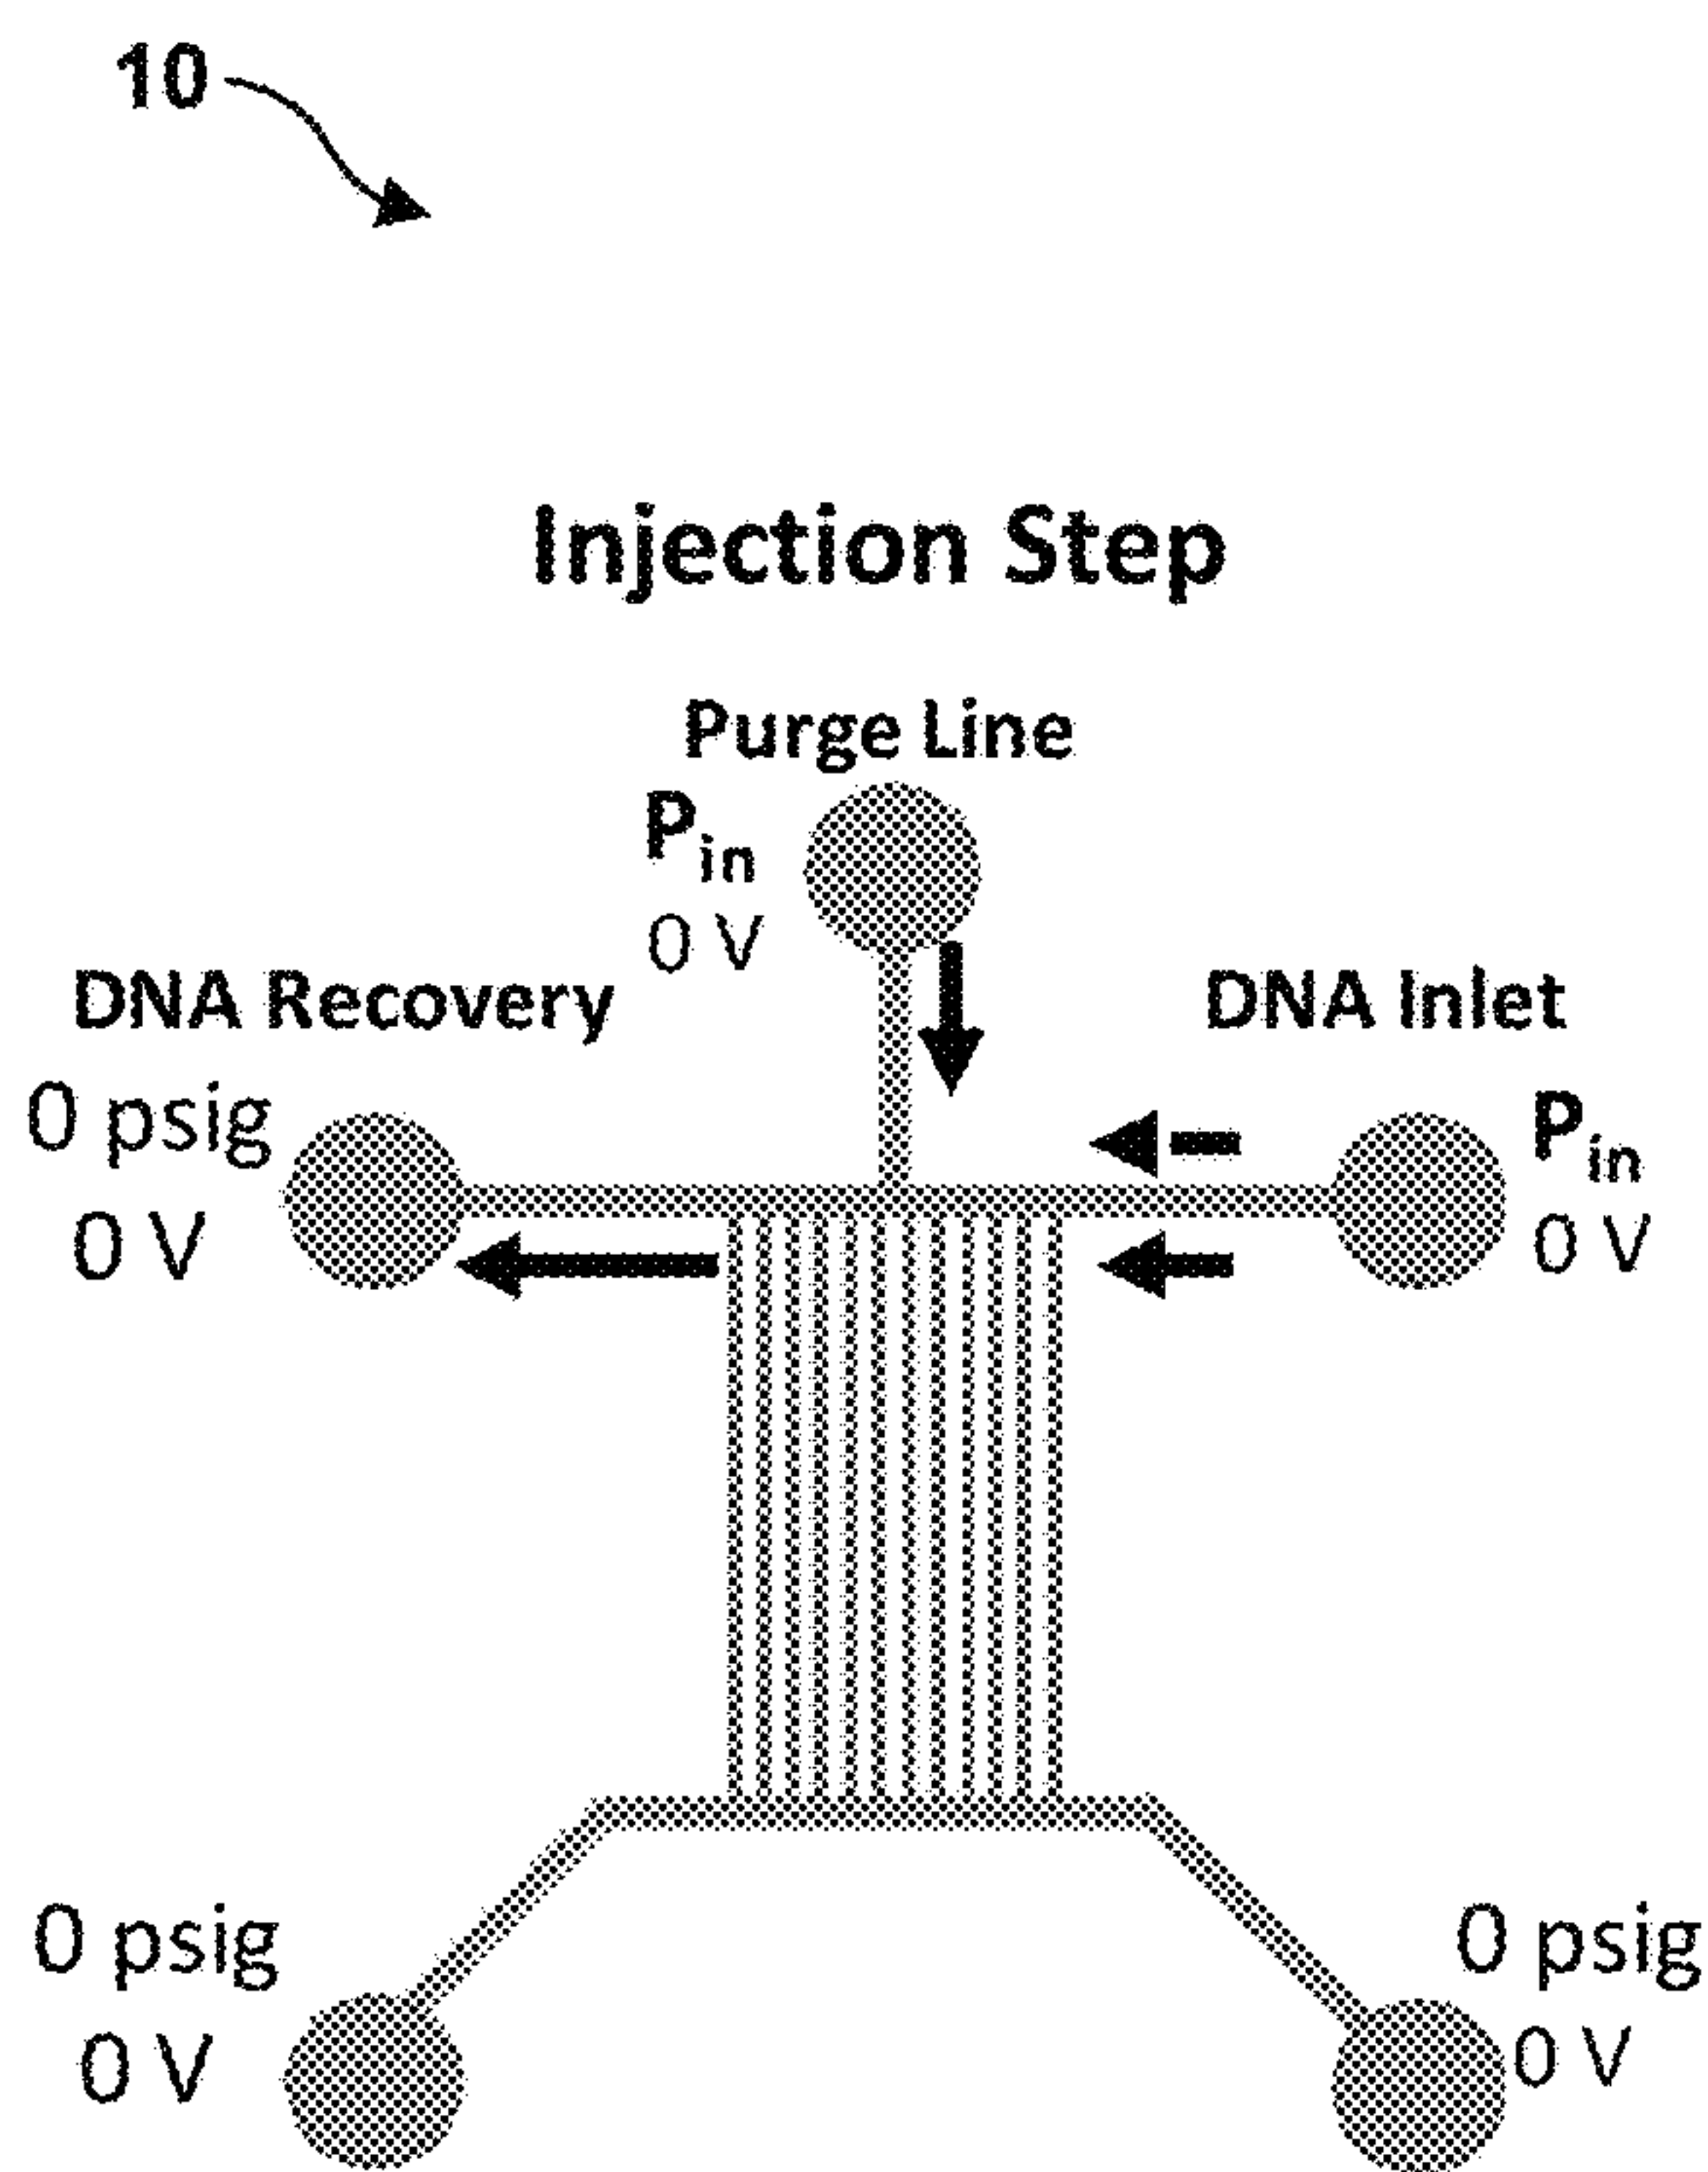 10
Injection Step
Purge Line
Pin
0 V
DNA Recovery
0 psig
0 V
DNA Inlet
Pin
0 V
0 psig
0 V
0 psig
0 V